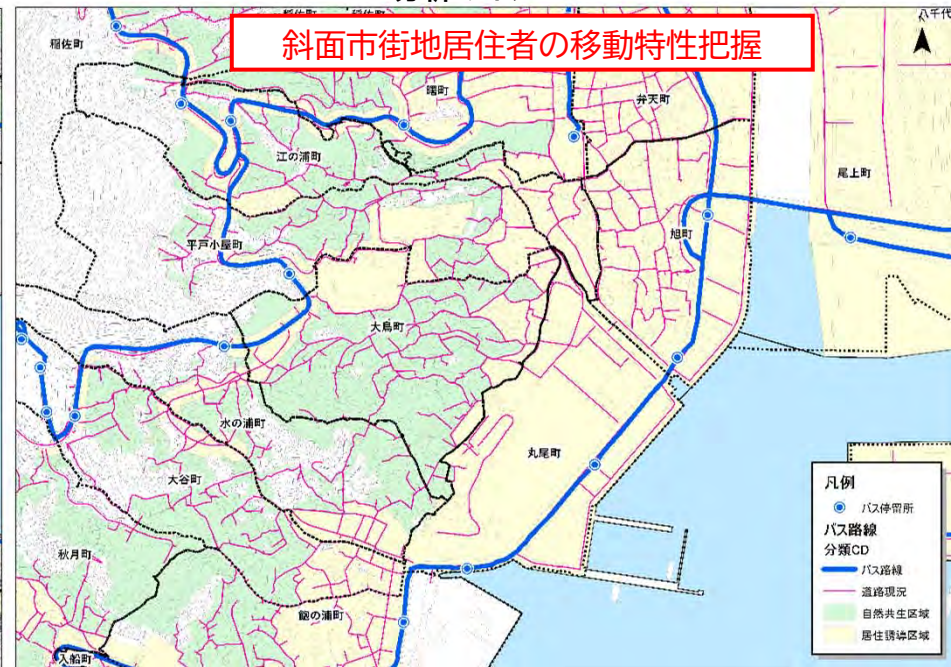 斜面市街地居住者の移動特性把握
八千代
稲佐町
曙町
弁天町
江の浦町
尾上町
平戸小屋町
旭町
大鳥町
水の浦町
丸尾町
大谷町
秋月町
飽の浦町
入船町
凡例
バス停留所
バス路線
分類CD
バス路線
道路現況
自然共生区域
居住誘導区域